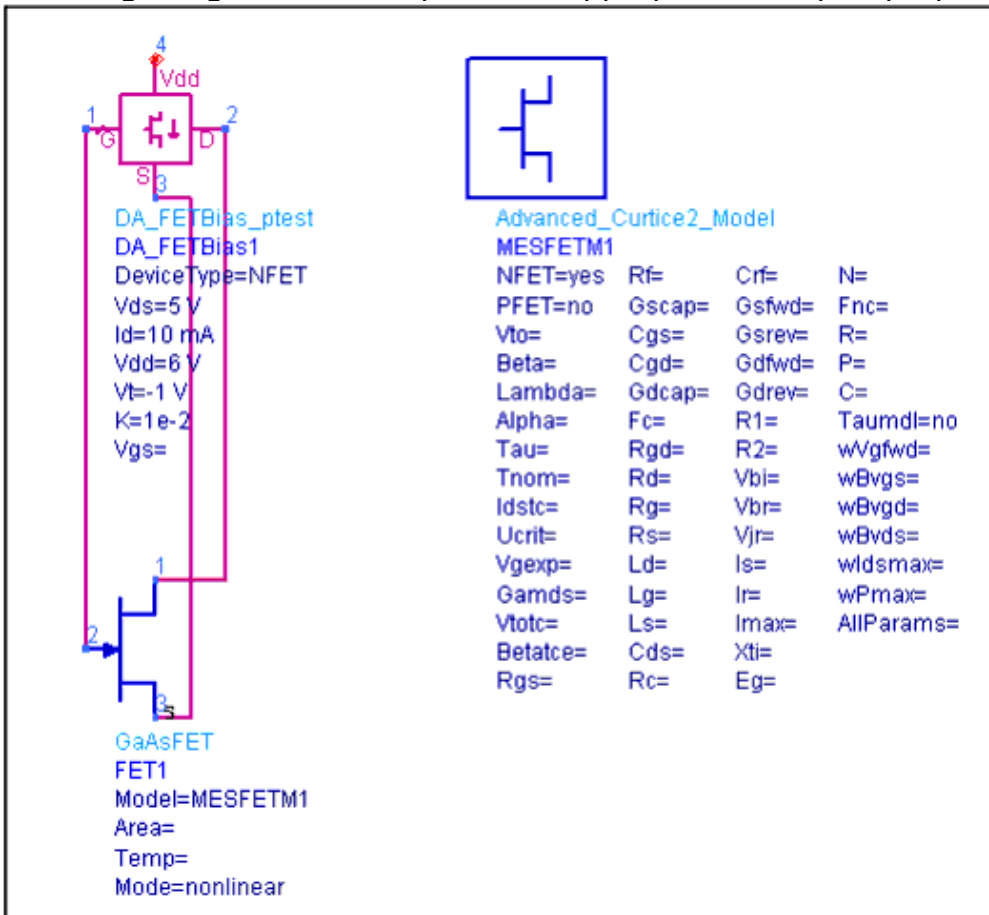 4
Vdd
1
G
D
2
S
3
DA_FETBias_ptest
DA_FETBias1
DeviceType=NFET
Vds=5 V
Id=10 mA
Vdd=6 V
Vt=-1 V
K=1e-2
Vgs=
1
2
3
S
GaAsFET
FET1
Model=MESFETM1
Area=
Temp=
Mode=nonlinear
Advanced_Curtice2_Model
MESFETM1
NFET=yes Rf= Crf= N=
PFET=no Gscap= Gsfwd= Fnc=
Vto= Cgs= Gsrev= R=
Beta= Cgd= Gdfwd= P=
Lambda= Gdcap= Gdrev= C=
Alpha= Fc= R1= Taumdl=no
Tau= Rgd= R2= wVgfwd=
Tnom= Rd= Vbi= wBvgs=
Idstc= Rg= Vbr= wBvgd=
Ucrit= Rs= Vjr= wBvds=
Vgexp= Ld= Is= wIdsmax=
Gamds= Lg= Ir= wPmax=
Vtotc= Ls= Imax= AllParams=
Betatce= Cds= Xti=
Rgs= Rc= Eg=